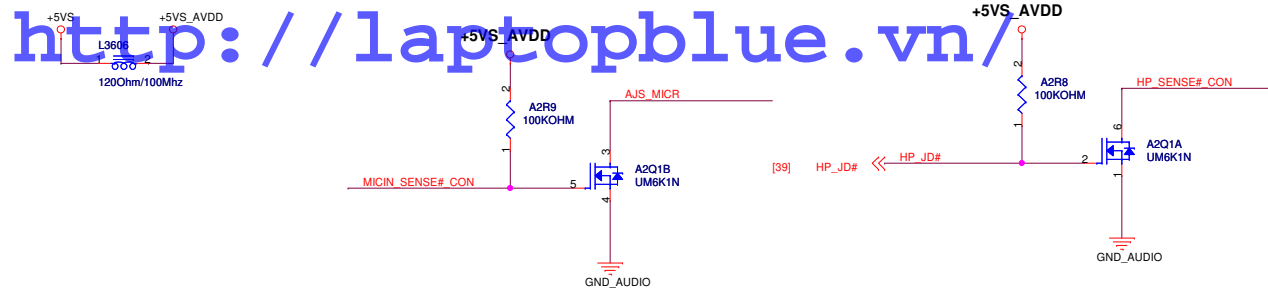 http://laptopblue.vn/
+5VS
+5VS_AVDD
L3606
1
2
120Ohm/100Mhz
+5VS_AVDD
2
A2R9
100KOHM
1
AJS_MICR
3
MICIN_SENSE#_CON
5
A2Q1B
UM6K1N
4
GND_AUDIO
+5VS_AVDD
2
A2R8
100KOHM
1
HP_SENSE#_CON
6
[39]
HP_JD#
HP_JD#
2
A2Q1A
UM6K1N
1
GND_AUDIO